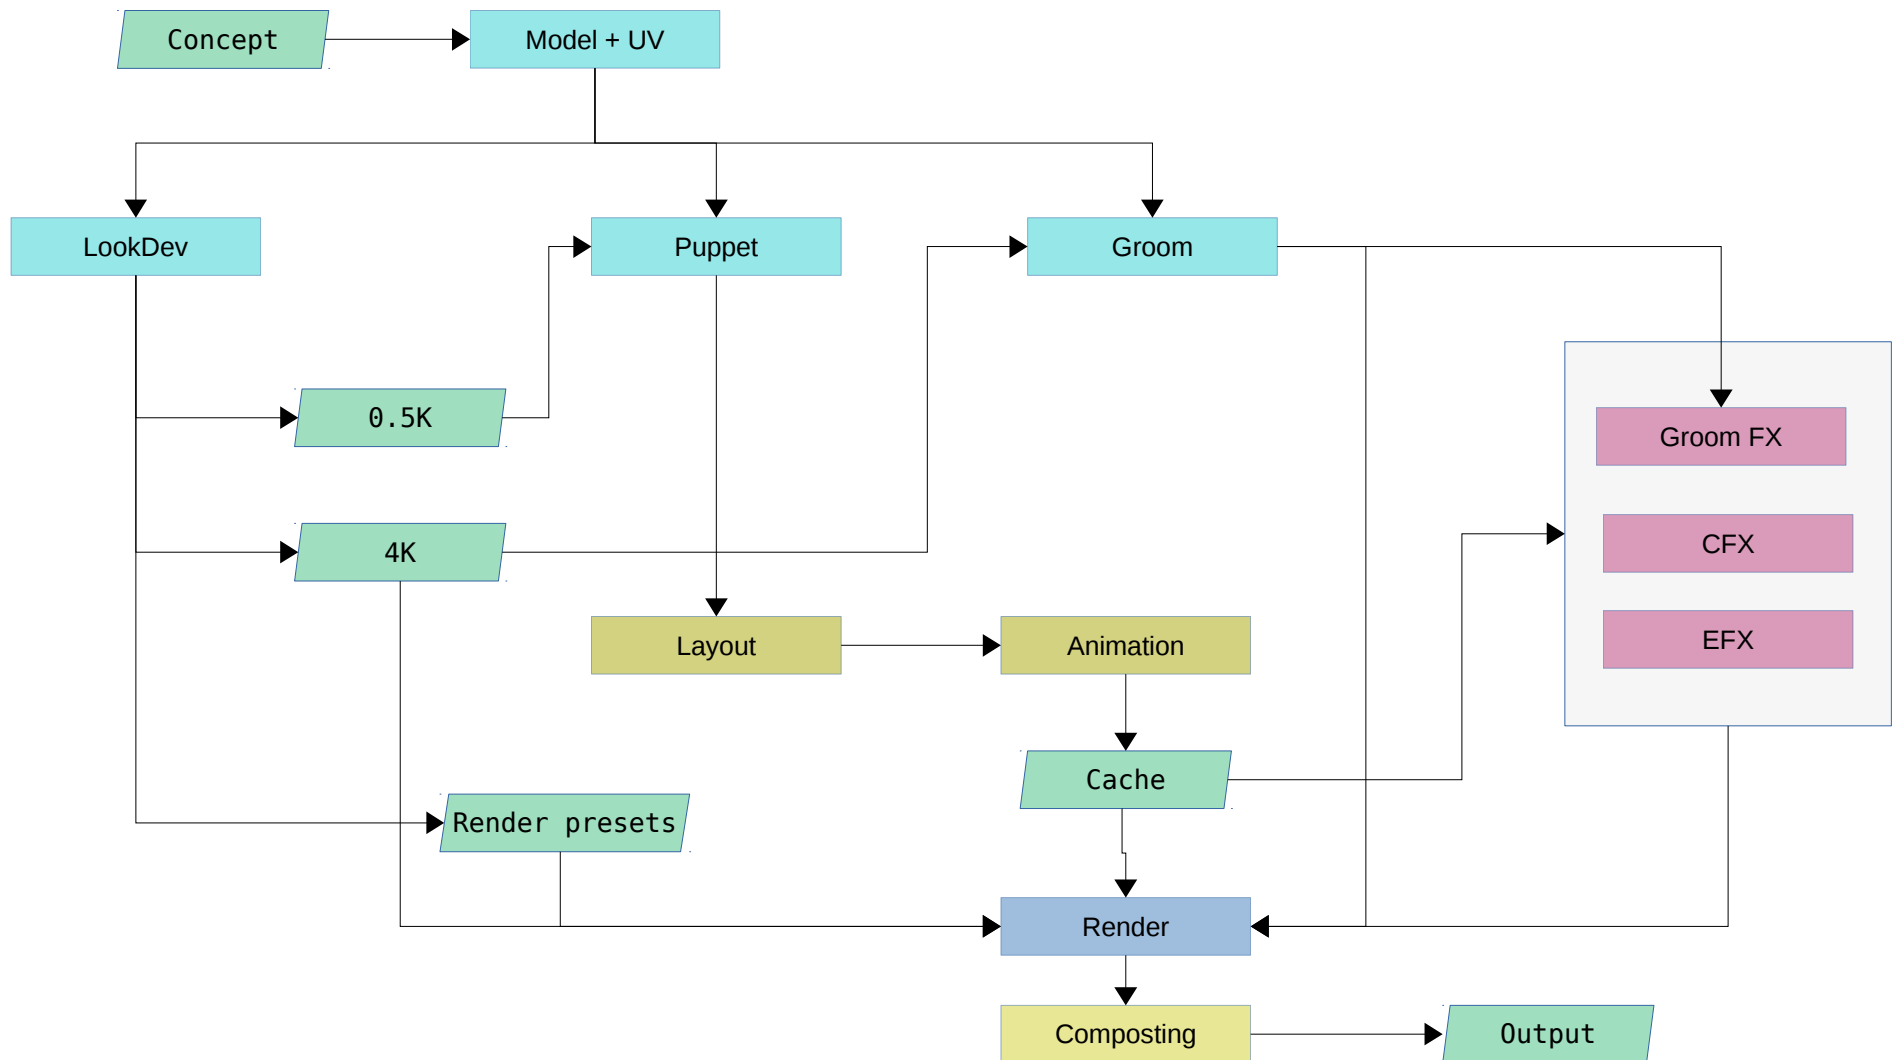 Concept
Model + UV
LookDev
Puppet
Groom
0.5K
Groom FX
4K
CFX
Layout
Animation
EFX
Cache
Render presets
Render
Composting
Output